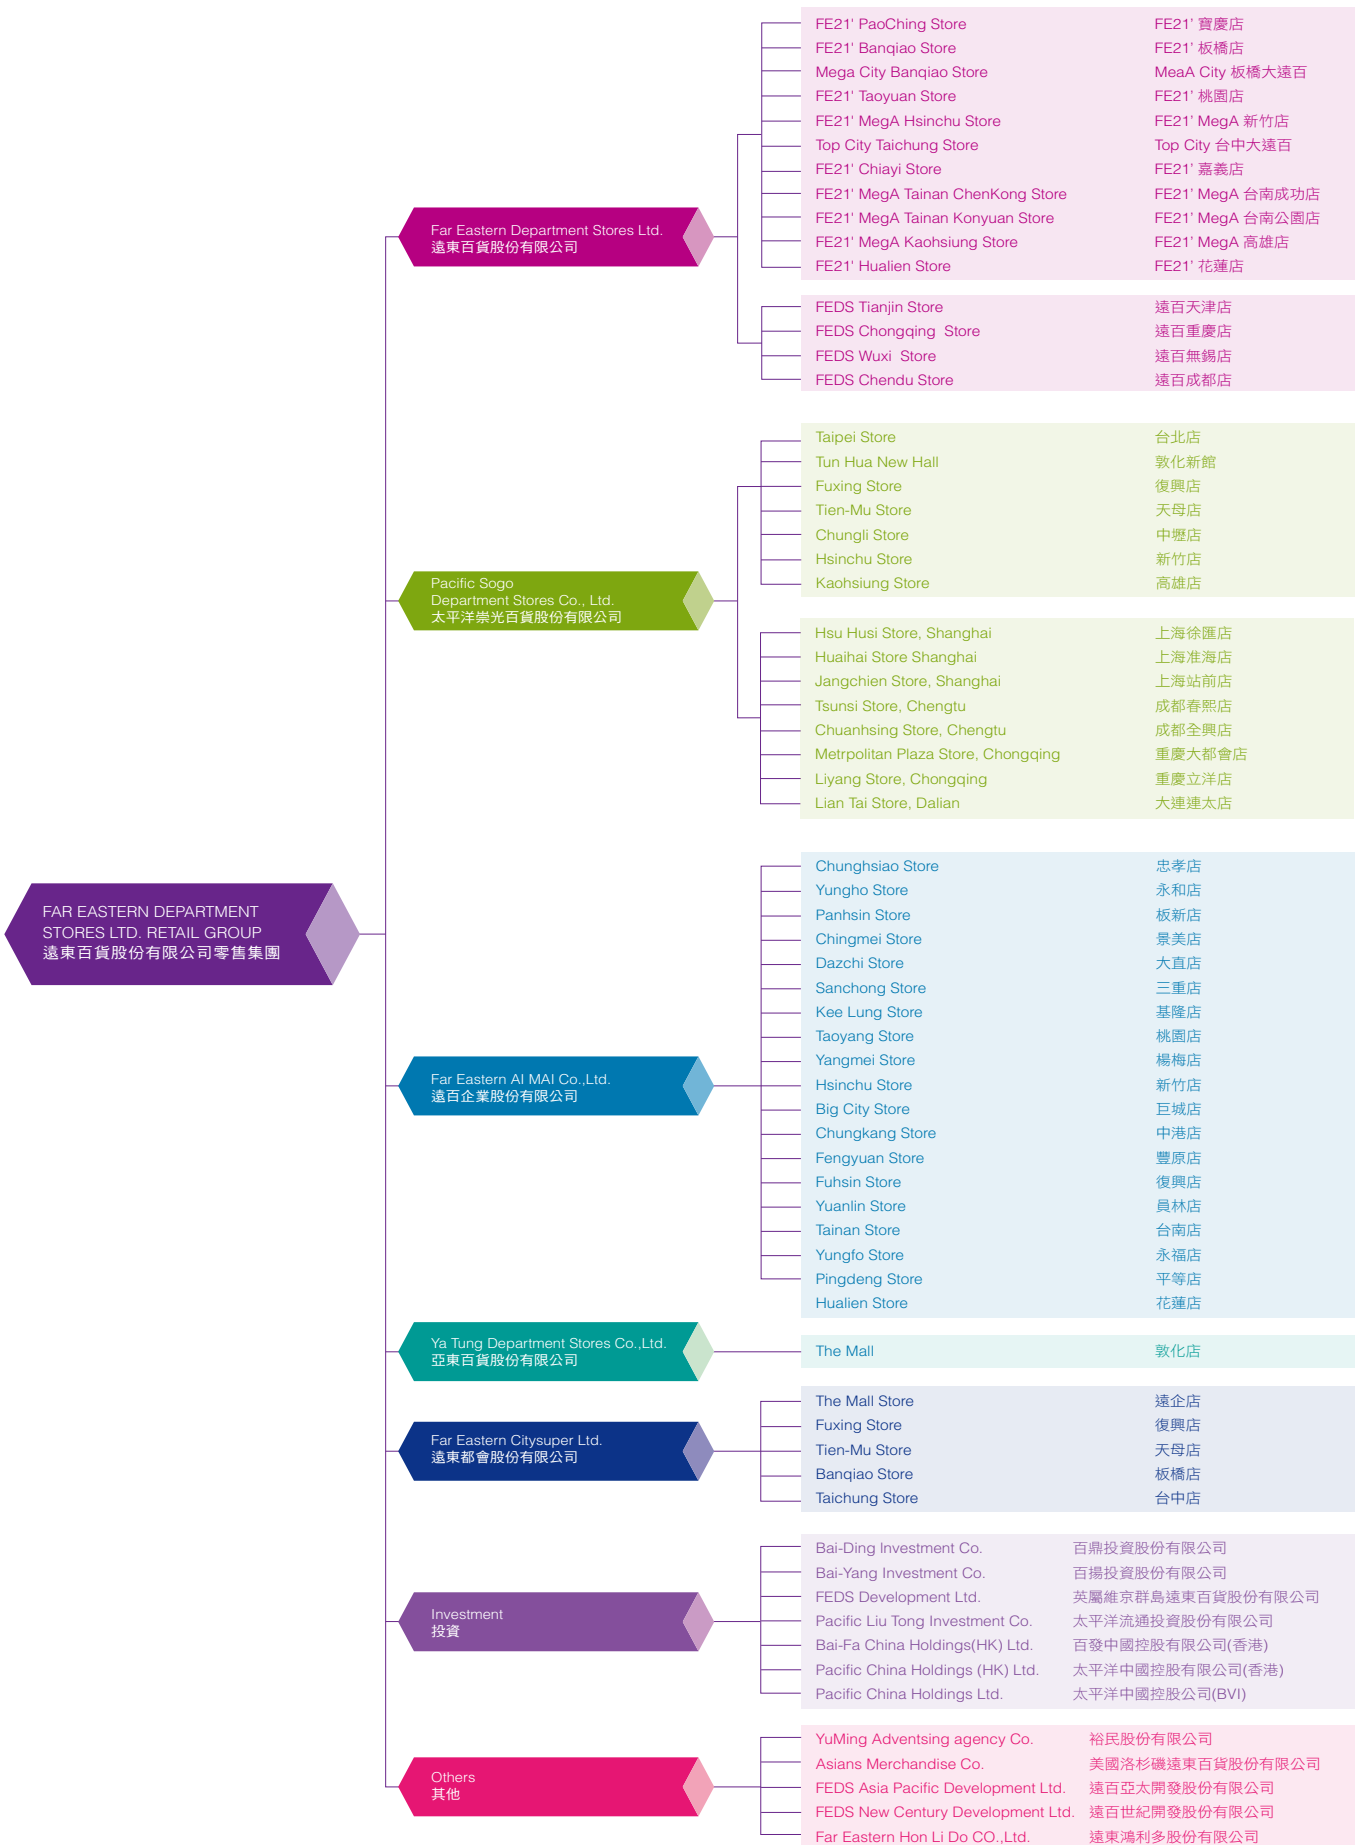 FAR EASTERN DEPARTMENT
STORES LTD. RETAIL GROUP
遠東百貨股份有限公司零售集團
Far Eastern Department Stores Ltd.
遠東百貨股份有限公司
FE21' PaoChing Store FE21' 寶慶店
FE21' Banqiao Store FE21' 板橋店
Mega City Banqiao Store MeaA City 板橋大遠百
FE21' Taoyuan Store FE21' 桃園店
FE21' MegA Hsinchu Store FE21' MegA 新竹店
Top City Taichung Store Top City 台中大遠百
FE21' Chiayi Store FE21' 嘉義店
FE21' MegA Tainan ChenKong Store FE21' MegA 台南成功店
FE21' MegA Tainan Konyuan Store FE21' MegA 台南公園店
FE21' MegA Kaohsiung Store FE21' MegA 高雄店
FE21' Hualien Store FE21' 花蓮店
FEDS Tianjin Store 遠百天津店
FEDS Chongqing Store 遠百重慶店
FEDS Wuxi Store 遠百無錫店
FEDS Chendu Store 遠百成都店
Pacific Sogo
Department Stores Co., Ltd.
太平洋崇光百貨股份有限公司
Taipei Store 台北店
Tun Hua New Hall 敦化新館
Fuxing Store 復興店
Tien-Mu Store 天母店
Chungli Store 中壢店
Hsinchu Store 新竹店
Kaohsiung Store 高雄店
Hsu Husi Store, Shanghai 上海徐匯店
Huaihai Store Shanghai 上海淮海店
Jangchien Store, Shanghai 上海站前店
Tsunsi Store, Chengtu 成都春熙店
Chuanhsing Store, Chengtu 成都全興店
Metrpolitan Plaza Store, Chongqing 重慶大都會店
Liyang Store, Chongqing 重慶立洋店
Lian Tai Store, Dalian 大連連太店
Far Eastern AI MAI Co.,Ltd.
遠百企業股份有限公司
Chunghsiao Store 忠孝店
Yungho Store 永和店
Panhsin Store 板新店
Chingmei Store 景美店
Dazchi Store 大直店
Sanchong Store 三重店
Kee Lung Store 基隆店
Taoyang Store 桃園店
Yangmei Store 楊梅店
Hsinchu Store 新竹店
Big City Store 巨城店
Chungkang Store 中港店
Fengyuan Store 豐原店
Fuhsin Store 復興店
Yuanlin Store 員林店
Tainan Store 台南店
Yungfo Store 永福店
Pingdeng Store 平等店
Hualien Store 花蓮店
Ya Tung Department Stores Co.,Ltd.
亞東百貨股份有限公司
The Mall 敦化店
Far Eastern Citysuper Ltd.
遠東都會股份有限公司
The Mall Store 遠企店
Fuxing Store 復興店
Tien-Mu Store 天母店
Banqiao Store 板橋店
Taichung Store 台中店
Investment
投資
Bai-Ding Investment Co. 百鼎投資股份有限公司
Bai-Yang Investment Co. 百揚投資股份有限公司
FEDS Development Ltd. 英屬維京群島遠東百貨股份有限公司
Pacific Liu Tong Investment Co. 太平洋流通投資股份有限公司
Bai-Fa China Holdings(HK) Ltd. 百發中國控股有限公司(香港)
Pacific China Holdings (HK) Ltd. 太平洋中國控股有限公司(香港)
Pacific China Holdings Ltd. 太平洋中國控股公司(BVI)
Others
其他
YuMing Adventsing agency Co. 裕民股份有限公司
Asians Merchandise Co. 美國洛杉磯遠東百貨股份有限公司
FEDS Asia Pacific Development Ltd. 遠百亞太開發股份有限公司
FEDS New Century Development Ltd. 遠百世紀開發股份有限公司
Far Eastern Hon Li Do CO.,Ltd. 遠東鴻利多股份有限公司